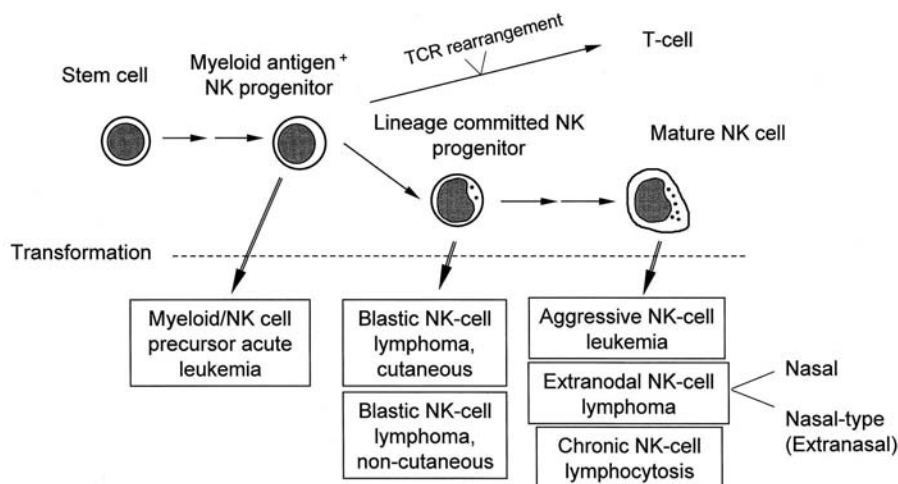 TCR rearrangement
T-cell
Stem cell
Myeloid antigen +
NK progenitor
Lineage committed NK
progenitor
Mature NK cell
Transformation
Myeloid/NK cell
precursor acute
leukemia
Blastic NK-cell
lymphoma,
cutaneous
Blastic NK-cell
lymphoma,
non-cutaneous
Aggressive NK-cell
leukemia
Extranodal NK-cell
lymphoma
Chronic NK-cell
lymphocytosis
Nasal
Nasal-type
(Extranasal)